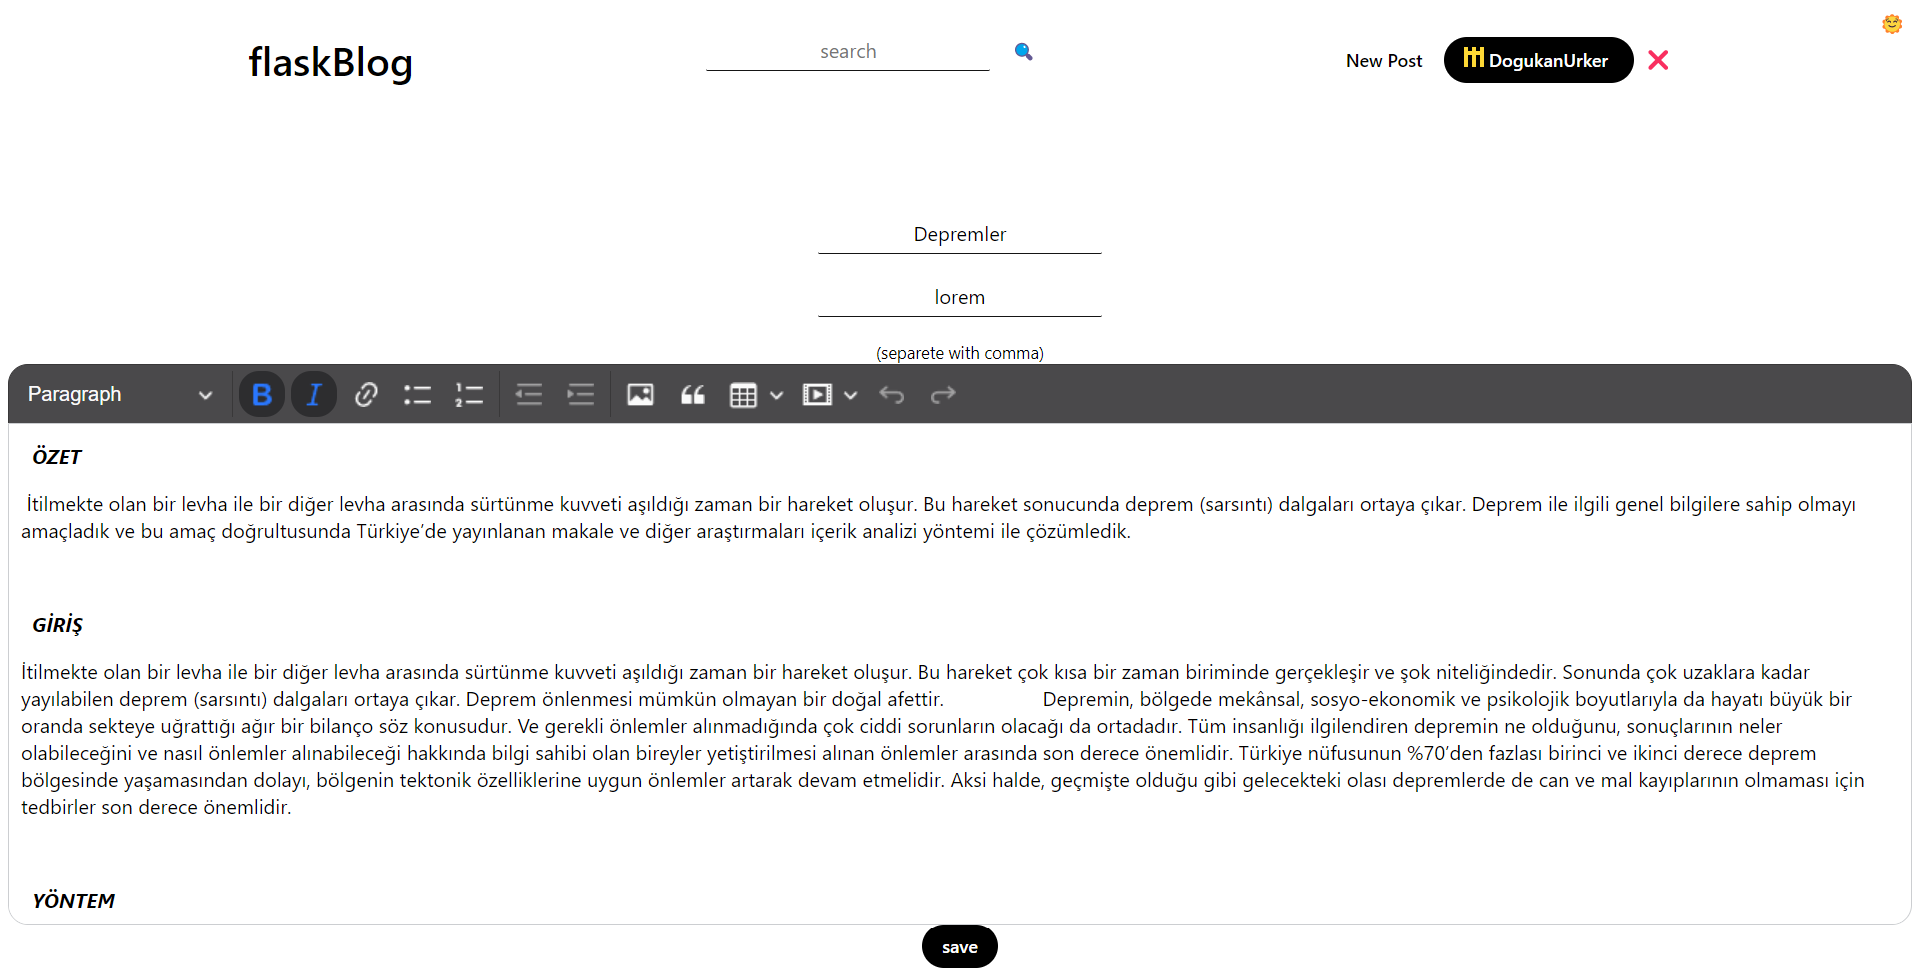 flaskBlog
search
New Post
DogukanUrker
Depremler
lorem
(separete with comma)
Paragraph
ÖZET
İtilmekte olan bir levha ile bir diğer levha arasında sürtünme kuvveti aşıldığı zaman bir hareket oluşur. Bu hareket sonucunda deprem (sarsıntı) dalgaları ortaya çıkar. Deprem ile ilgili genel bilgilere sahip olmayı
amaçladık ve bu amaç doğrultusunda Türkiye’de yayınlanan makale ve diğer araştırmaları içerik analizi yöntemi ile çözümledik.
GİRİŞ
İtilmekte olan bir levha ile bir diğer levha arasında sürtünme kuvveti aşıldığı zaman bir hareket oluşur. Bu hareket çok kısa bir zaman biriminde gerçekleşir ve şok niteliğindedir. Sonunda çok uzaklara kadar
yayılabilen deprem (sarsıntı) dalgaları ortaya çıkar. Deprem önlenmesi mümkün olmayan bir doğal afettir. Depremin, bölgede mekânsal, sosyo-ekonomik ve psikolojik boyutlarıyla da hayatı büyük bir
oranda sekteye uğrattığı ağır bir bilanço söz konusudur. Ve gerekli önlemler alınmadığında çok ciddi sorunların olacağı da ortadadır. Tüm insanlığı ilgilendiren depremin ne olduğunu, sonuçlarının neler
olabileceğini ve nasıl önlemler alınabileceği hakkında bilgi sahibi olan bireyler yetiştirilmesi alınan önlemler arasında son derece önemlidir. Türkiye nüfusunun %70’den fazlası birinci ve ikinci derece deprem
bölgesinde yaşamasından dolayı, bölgenin tektonik özelliklerine uygun önlemler artarak devam etmelidir. Aksi halde, geçmişte olduğu gibi gelecekteki olası depremlerde de can ve mal kayıplarının olmaması için
tedbirler son derece önemlidir.
YÖNTEM
save